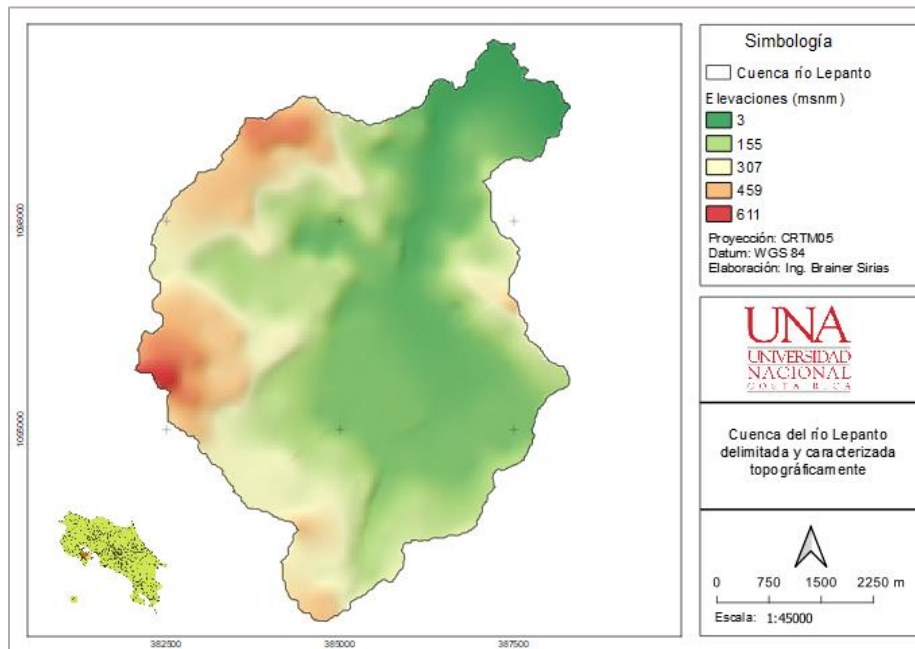 Simbología
Cuenca río Lepanto
Elevaciones (msnm)
3
155
307
459
611
Proyección: CRTM05
Datum: WGS 84
Elaboración: Ing. Brainer Sirias
UNA
UNIVERSIDAD
NACIONAL
COSTA RICA
Cuenca del río Lepanto
delimitada y caracterizada
topográficamente
0 750 1500 2250 m
Escala: 1:45000
382500 385000 387500